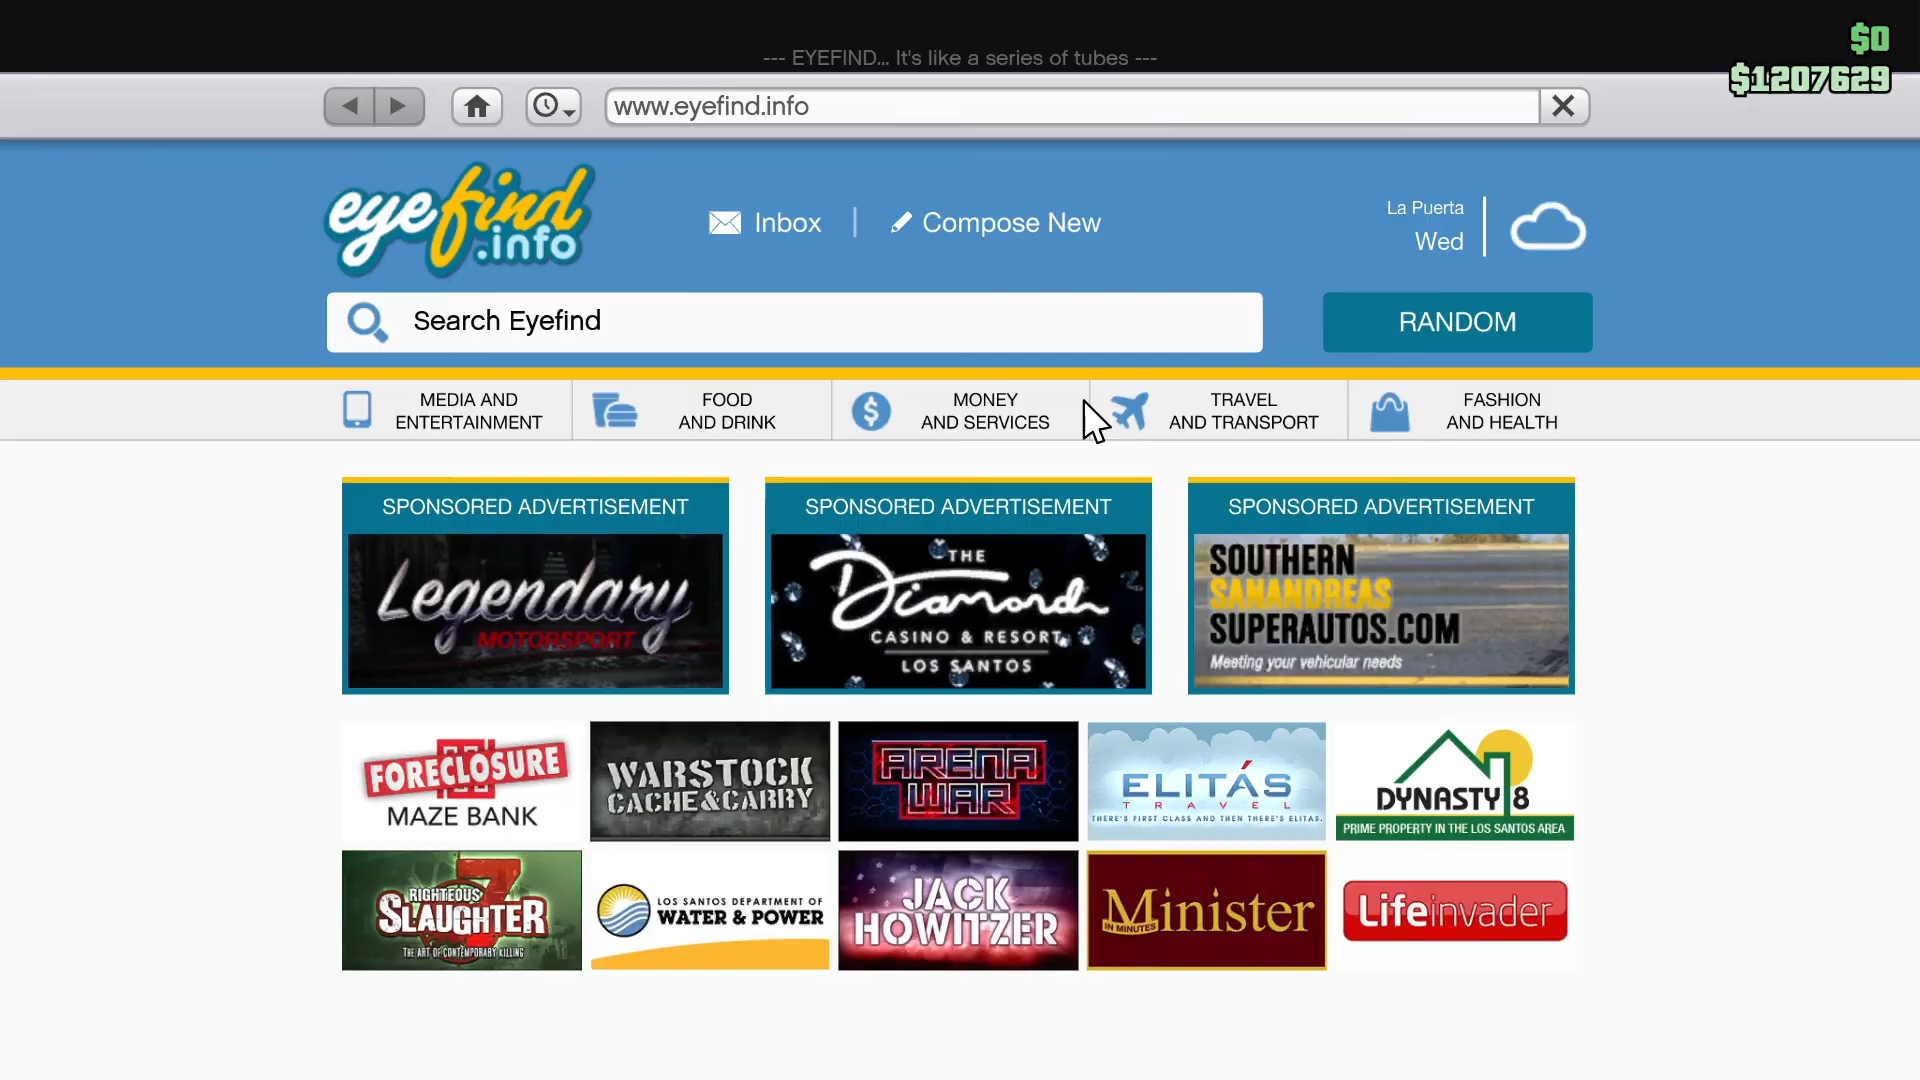 $0
--- EYEFIND... It's like a series of tubes ---
$1207629
www.eyefind.info
eyefind
.info
Inbox
Compose New
La Puerta
Wed
Search Eyefind
RANDOM
MEDIA AND
ENTERTAINMENT
FOOD
AND DRINK
MONEY
AND SERVICES
TRAVEL
AND TRANSPORT
FASHION
AND HEALTH
SPONSORED ADVERTISEMENT
Legendary
MOTORSPORT
SPONSORED ADVERTISEMENT
THE
Diamond
CASINO & RESORT
LOS SANTOS
SPONSORED ADVERTISEMENT
SOUTHERN
SANANDREAS
SUPERAUTOS.COM
Meeting your vehicular needs
FORECLOSURE
MAZE BANK
WARSTOCK
CACHE&CARRY
ARENA
WAR
ELITÁS
TRAVEL
THERE'S FIRST CLASS AND THEN THERE'S ELITAS.
DYNASTY 8
PRIME PROPERTY IN THE LOS SANTOS AREA
7
RIGHTEOUS
SLAUGHTER
THE ART OF CONTEMPORARY KILLING
LOS SANTOS DEPARTMENT OF
WATER & POWER
JACK
HOWITZER
Minister
IN MINUTES
Lifeinvader